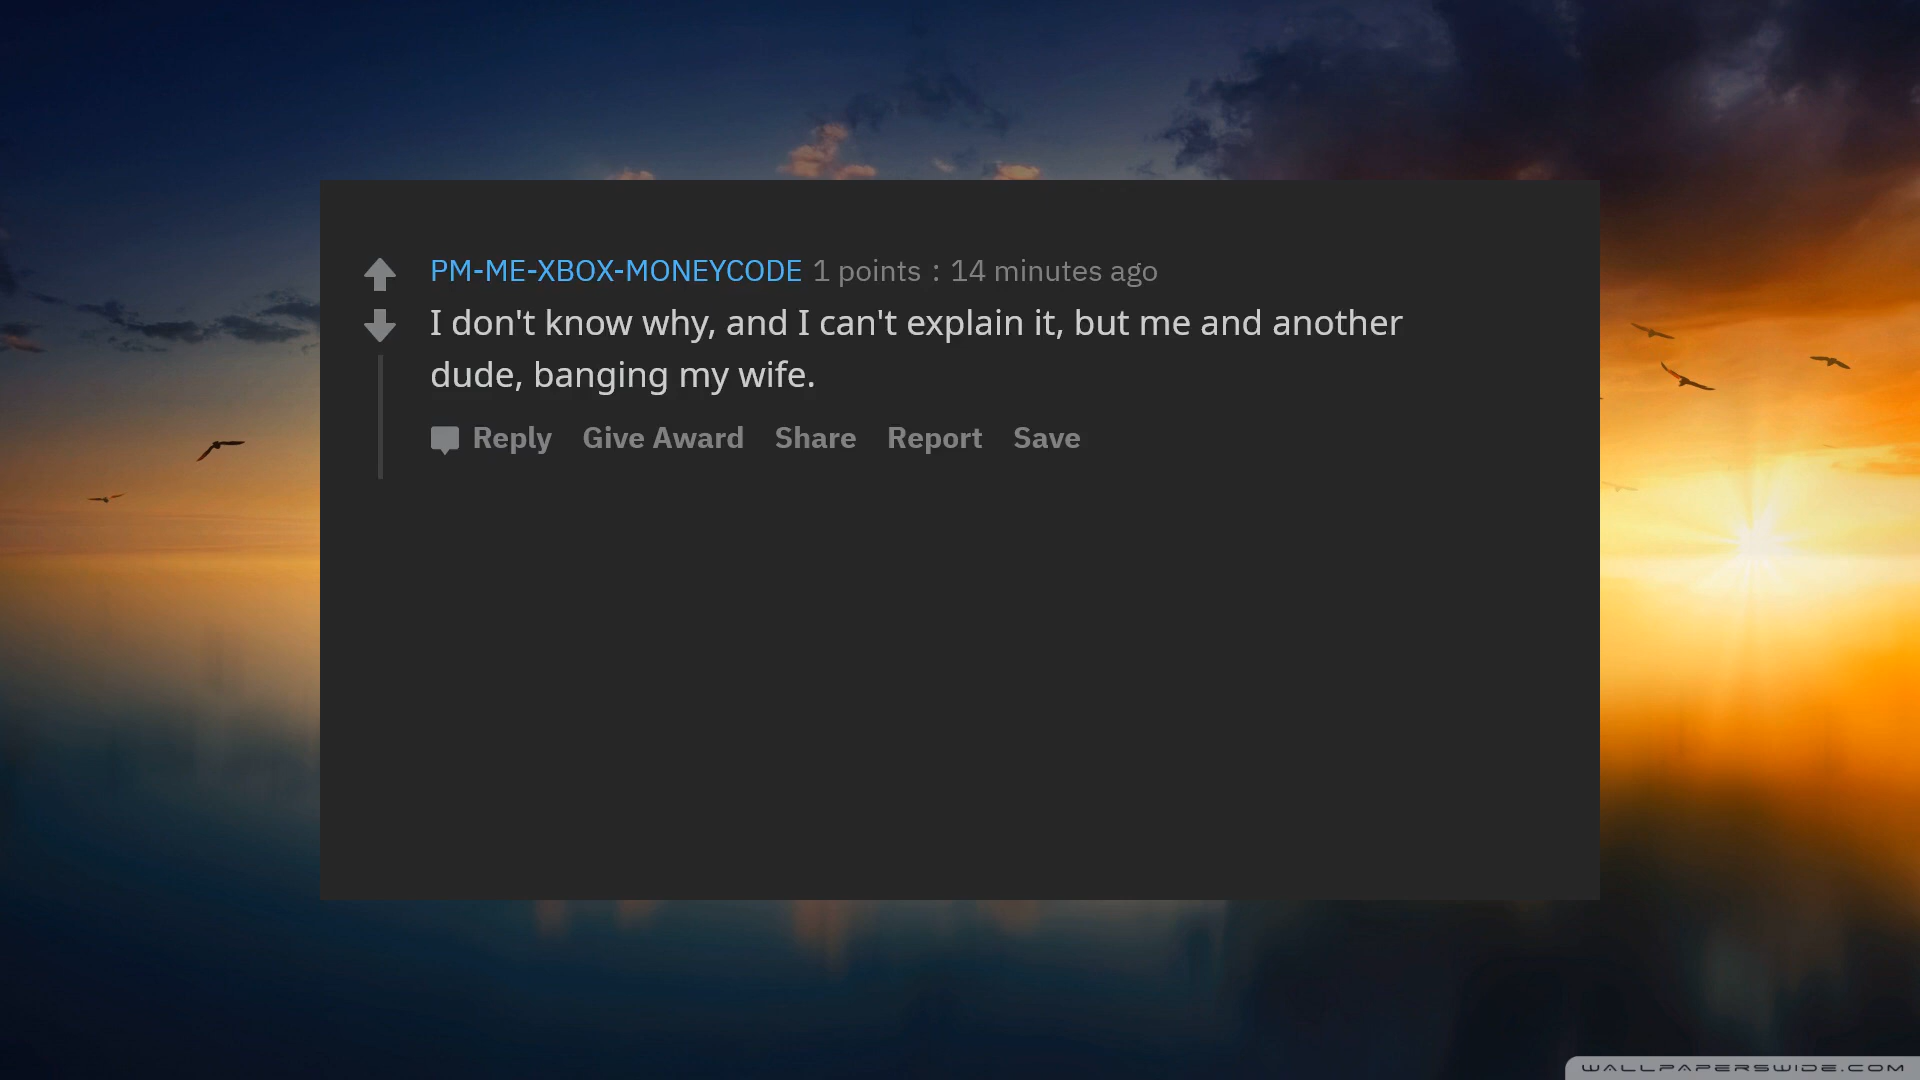 PM-ME-XBOX-MONEYCODE 1 points : 14 minutes ago
I don't know why, and I can't explain it, but me and another
dude, banging my wife.
Reply Give Award Share Report Save
WALLPAPERSWIDE.COM